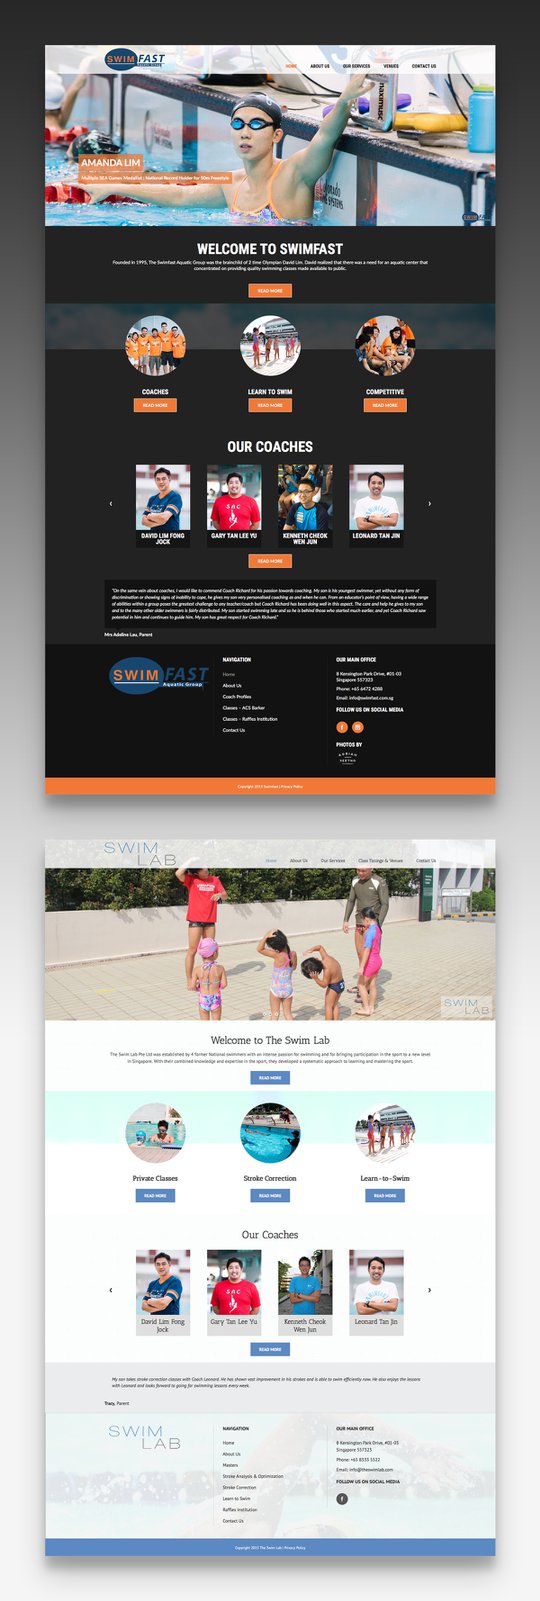 SWIM FAST
Aquatic Group
HOME ABOUT US OUR SERVICES VENUES CONTACT US
AMANDA LIM
Multiple SEA Games Medallist ; National Record Holder for 50m Freestyle
WELCOME TO SWIMFAST
Founded in 1995, The Swimfast Aquatic Group was the brainchild of 2 time Olympian David Lim. David realized that there was a need for an aquatic center that
concentrated on providing quality swimming classes made available to public.
READ MORE
COACHES LEARN TO SWIM COMPETITIVE
READ MORE READ MORE READ MORE
OUR COACHES
DAVID LIM FONG JOCK
GARY TAN LEE YU
KENNETH CHEOK WEN JUN
LEONARD TAN JIN
READ MORE
"On the same vein about coaches, I would like to commend Coach Richard for his passion towards coaching. My son is his youngest swimmer, yet without any form of
discrimination or showing signs of inability to cope, he gives my son very personalised coaching as and when he can. From an educator's point of view, having a wide range
of abilities within a group poses the greatest challenge to any teacher/coach but Coach Richard has been doing well in this aspect. The care and help he gives to my son
and to the many other older swimmers is fairly distributed. My son started swimming late and so he is behind those who started much earlier, and yet Coach Richard saw
potential in him and continues to guide him. My son has great respect for Coach Richard."
Mrs Adeline Lau, Parent
SWIM FAST
Aquatic Group
NAVIGATION
Home
About Us
Coach Profiles
Classes – ACS Barker
Classes – Raffles Institution
Contact Us
OUR MAIN OFFICE
8 Kensington Park Drive, #01-03
Singapore 557323
Phone: +65 6472 4288
Email: info@swimfast.com.sg
FOLLOW US ON SOCIAL MEDIA
PHOTOS BY
ADRIAN
SEETHO
Copyright 2015 Swimfast | Privacy Policy
SWIM
LAB
Home About Us Our Services Class Timings & Venues Contact Us
SWIM
LAB
Welcome to The Swim Lab
The Swim Lab Pte Ltd was established by 4 former National swimmers with an intense passion for swimming and for bringing participation in the sport to a new level
in Singapore. With their combined knowledge and expertise in the sport, they developed a systematic approach to learning and mastering the sport.
READ MORE
Private Classes Stroke Correction Learn-to-Swim
READ MORE READ MORE READ MORE
Our Coaches
David Lim Fong Jock
Gary Tan Lee Yu
Kenneth Cheok Wen Jun
Leonard Tan Jin
READ MORE
My son takes stroke correction classes with Coach Leonard. He has shown vast improvement in his strokes and is able to swim efficiently now. He also enjoys the lessons
with Leonard and looks forward to going for swimming lessons every week.
Tracy, Parent
SWIM
LAB
NAVIGATION
Home
About Us
Masters
Stroke Analysis & Optimization
Stroke Correction
Learn to Swim
Raffles Institution
Contact Us
OUR MAIN OFFICE
8 Kensington Park Drive, #01-03
Singapore 557323
Phone: +65 8333 5522
Email: info@theswimlab.com
FOLLOW US ON SOCIAL MEDIA
Copyright 2015 The Swim Lab | Privacy Policy